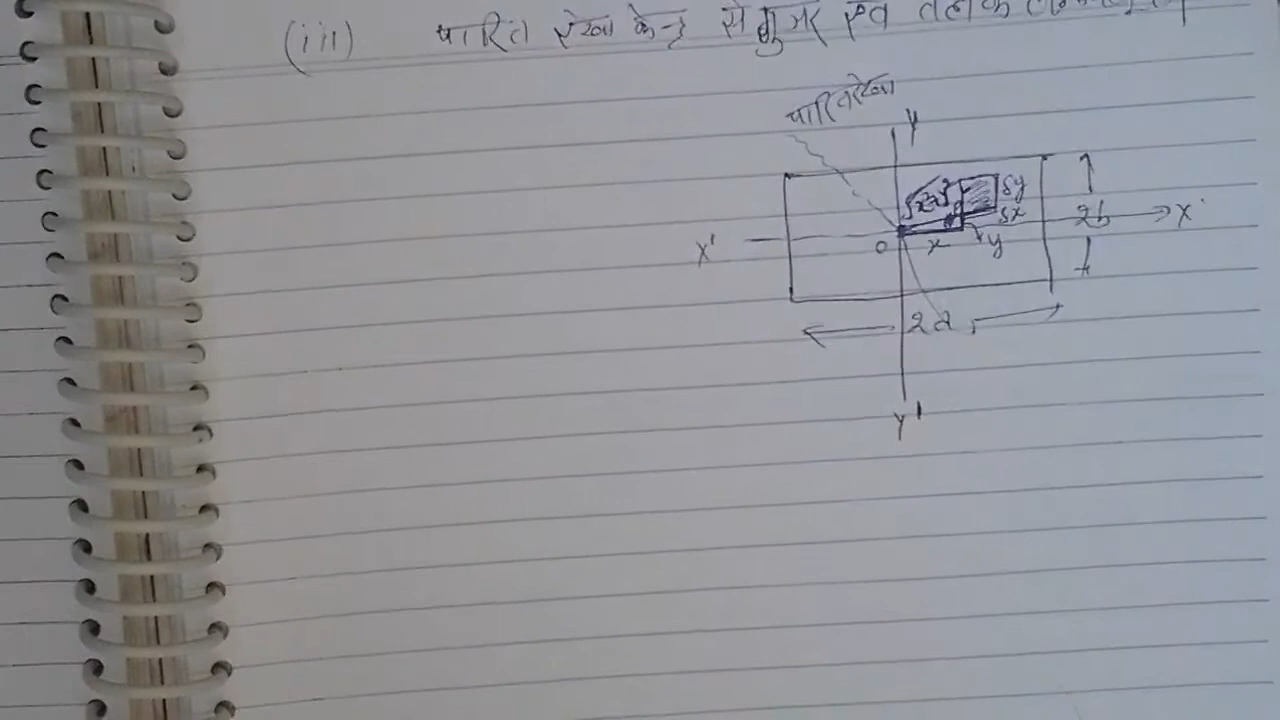 (iii) पारित रेखा केन्द्र से गुजर एवं तल के
पारित रेखा
Y
δy
δx
2b
X
X'
O
x
y
2a
Y'